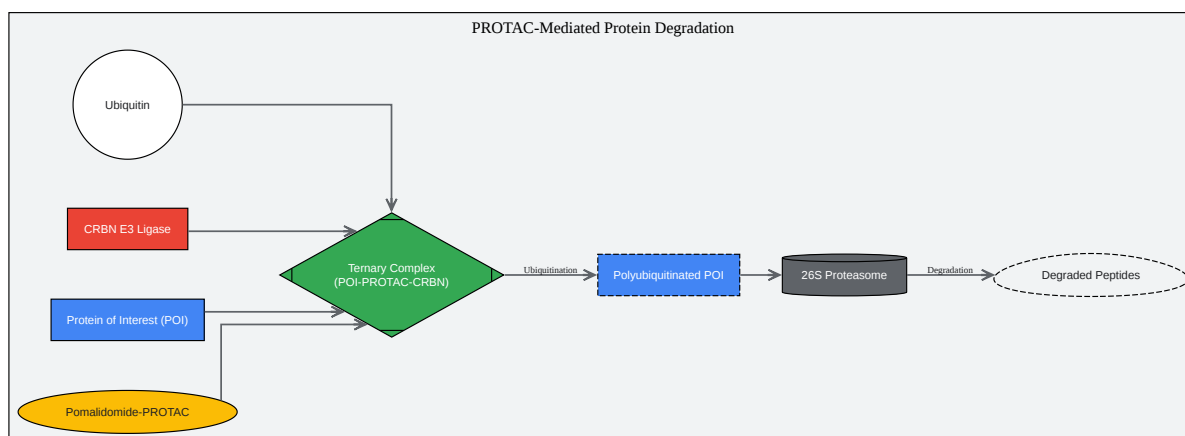 PROTAC-Mediated Protein Degradation
Ubiquitin
CRBN E3 Ligase
Ternary Complex
(POI-PROTAC-CRBN)
Ubiquitination
Polyubiquitinated POI
26S Proteasome
Degradation
Degraded Peptides
Protein of Interest (POI)
Pomalidomide-PROTAC